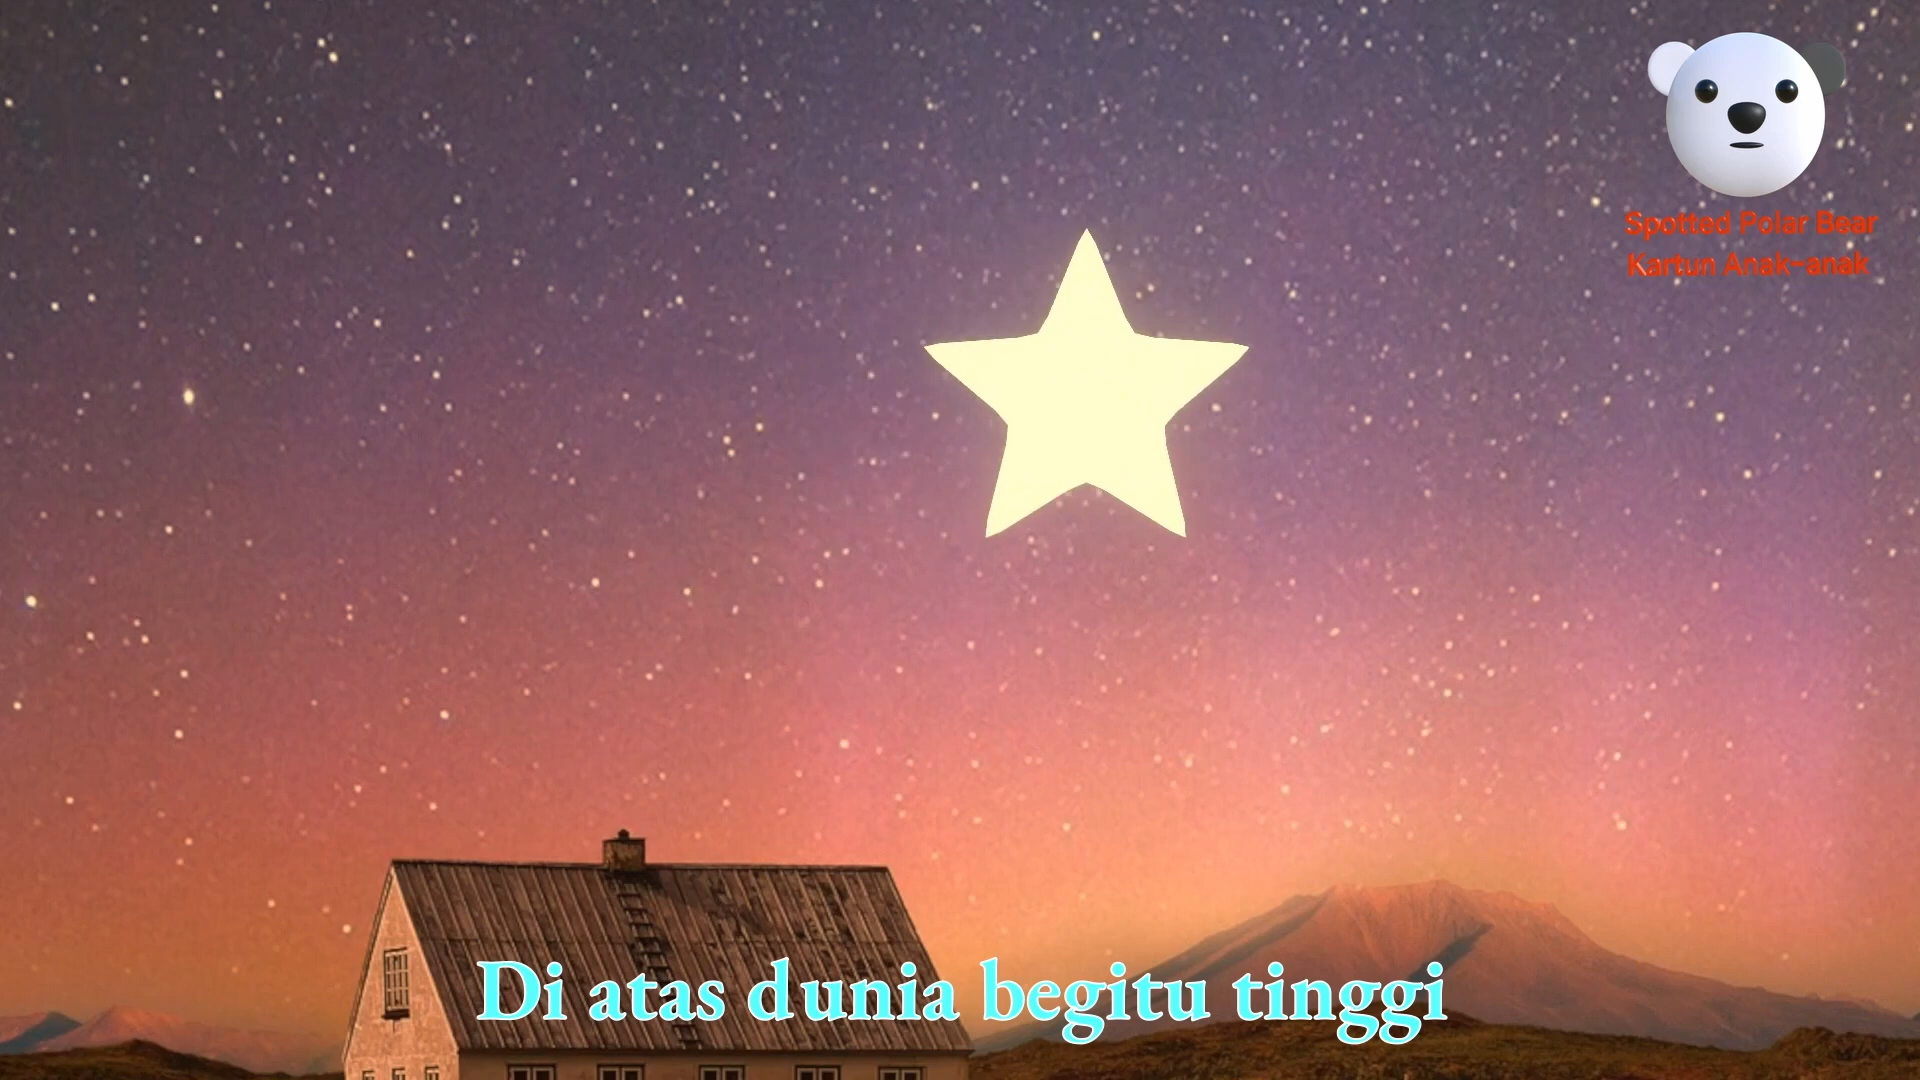 Spotted Polar Bear
Kartun Anak-anak
Di atas dunia begitu tinggi